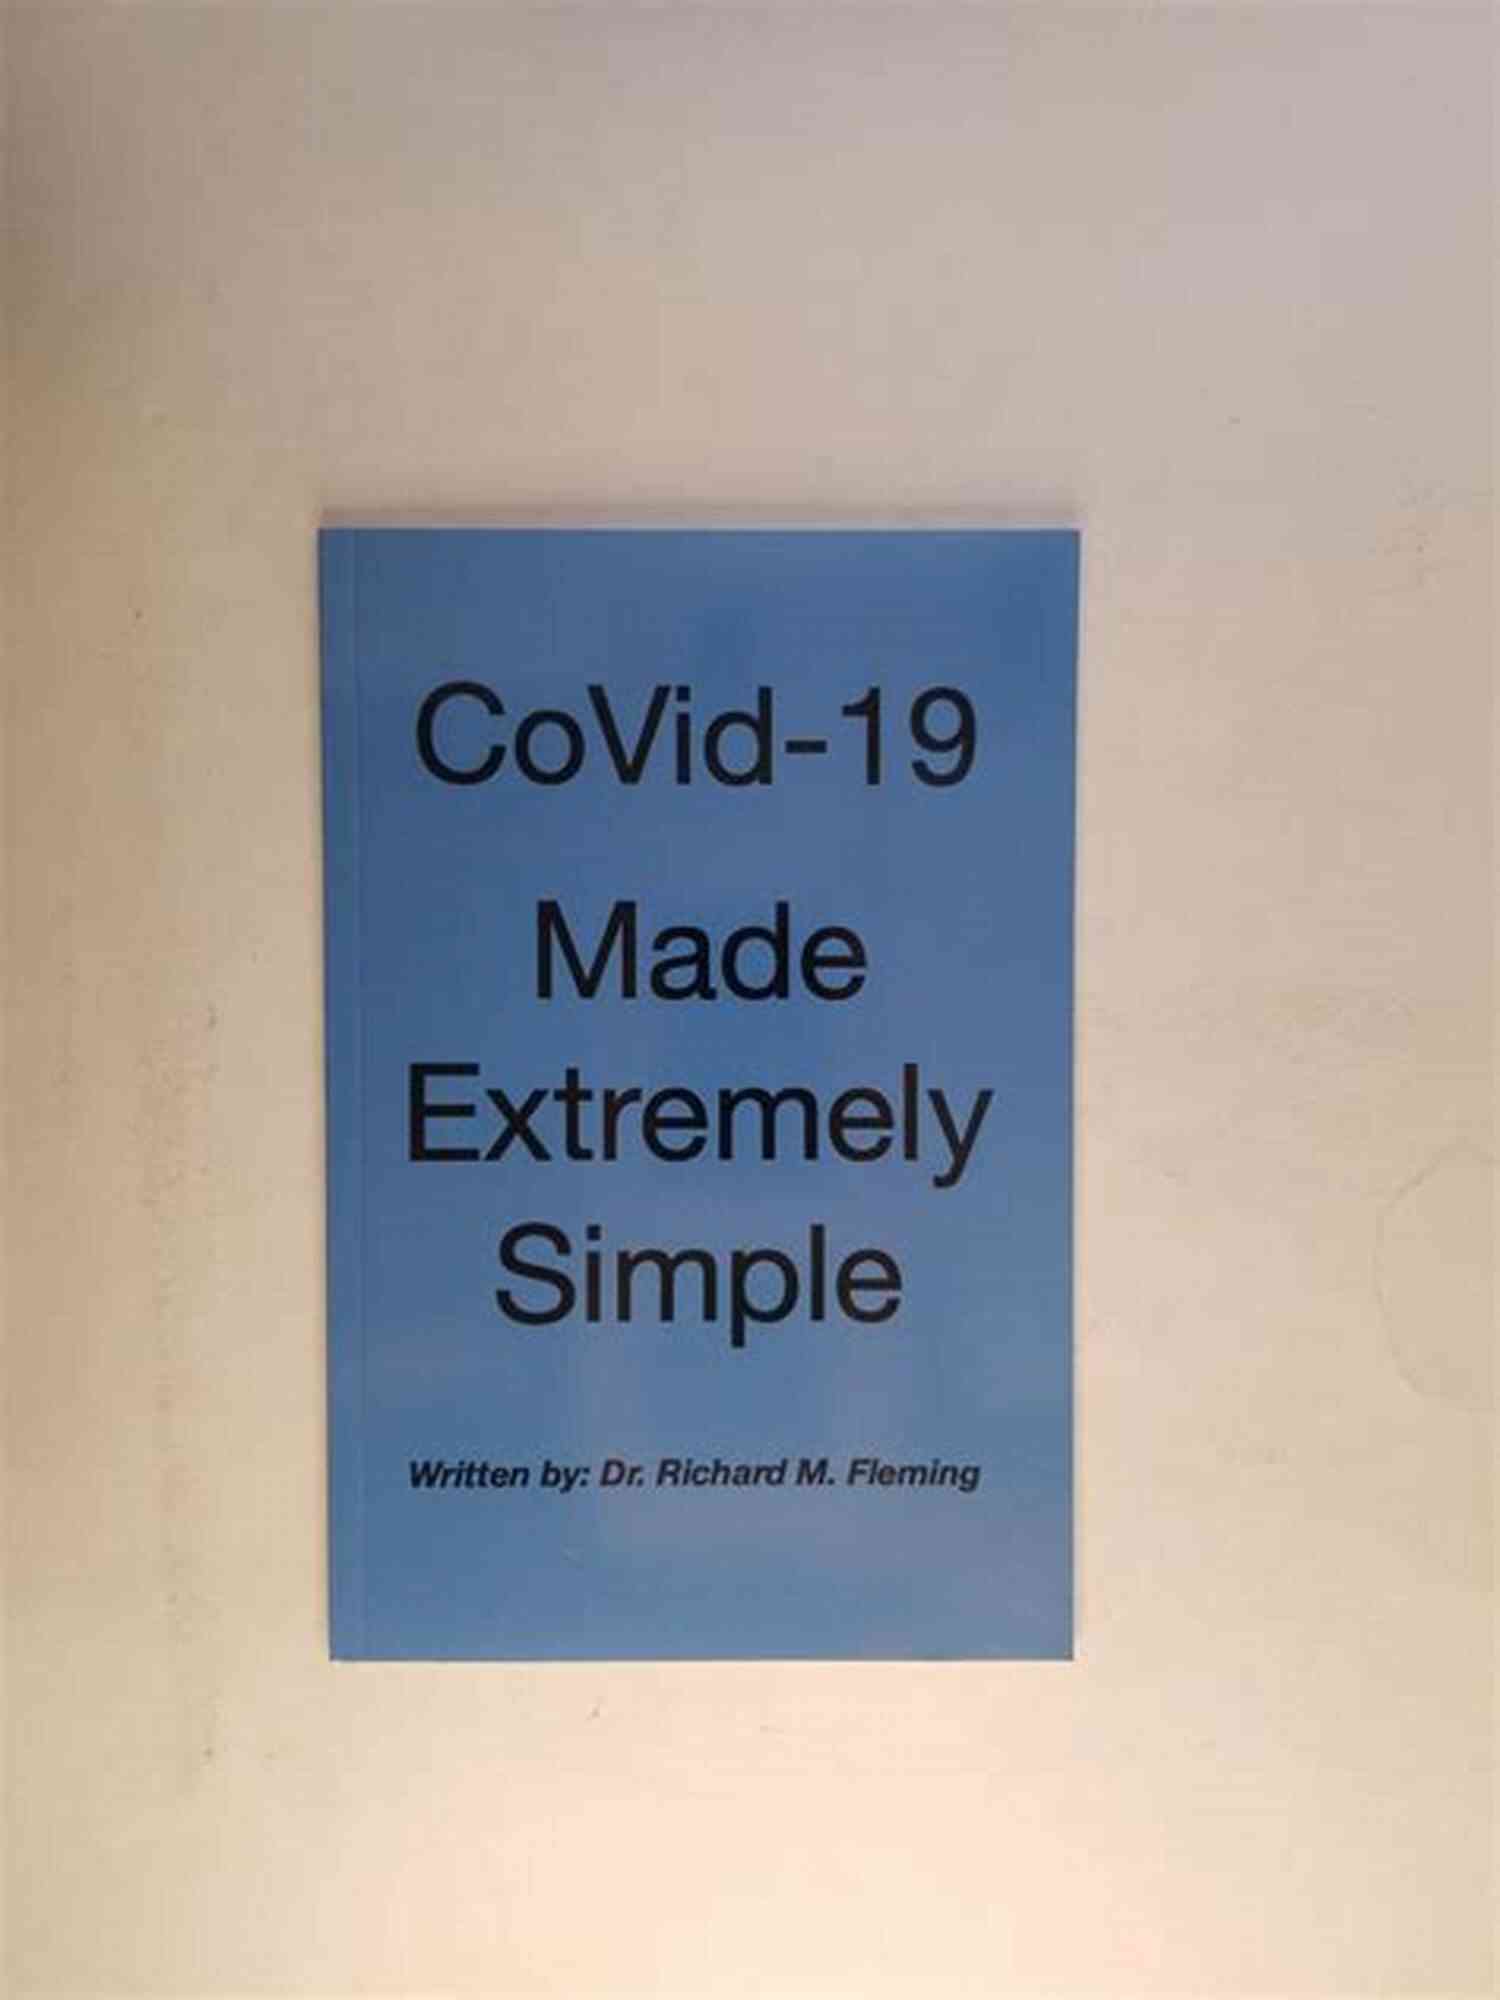 CoVid-19
Made
Extremely
Simple
Written by: Dr. Richard M. Fleming